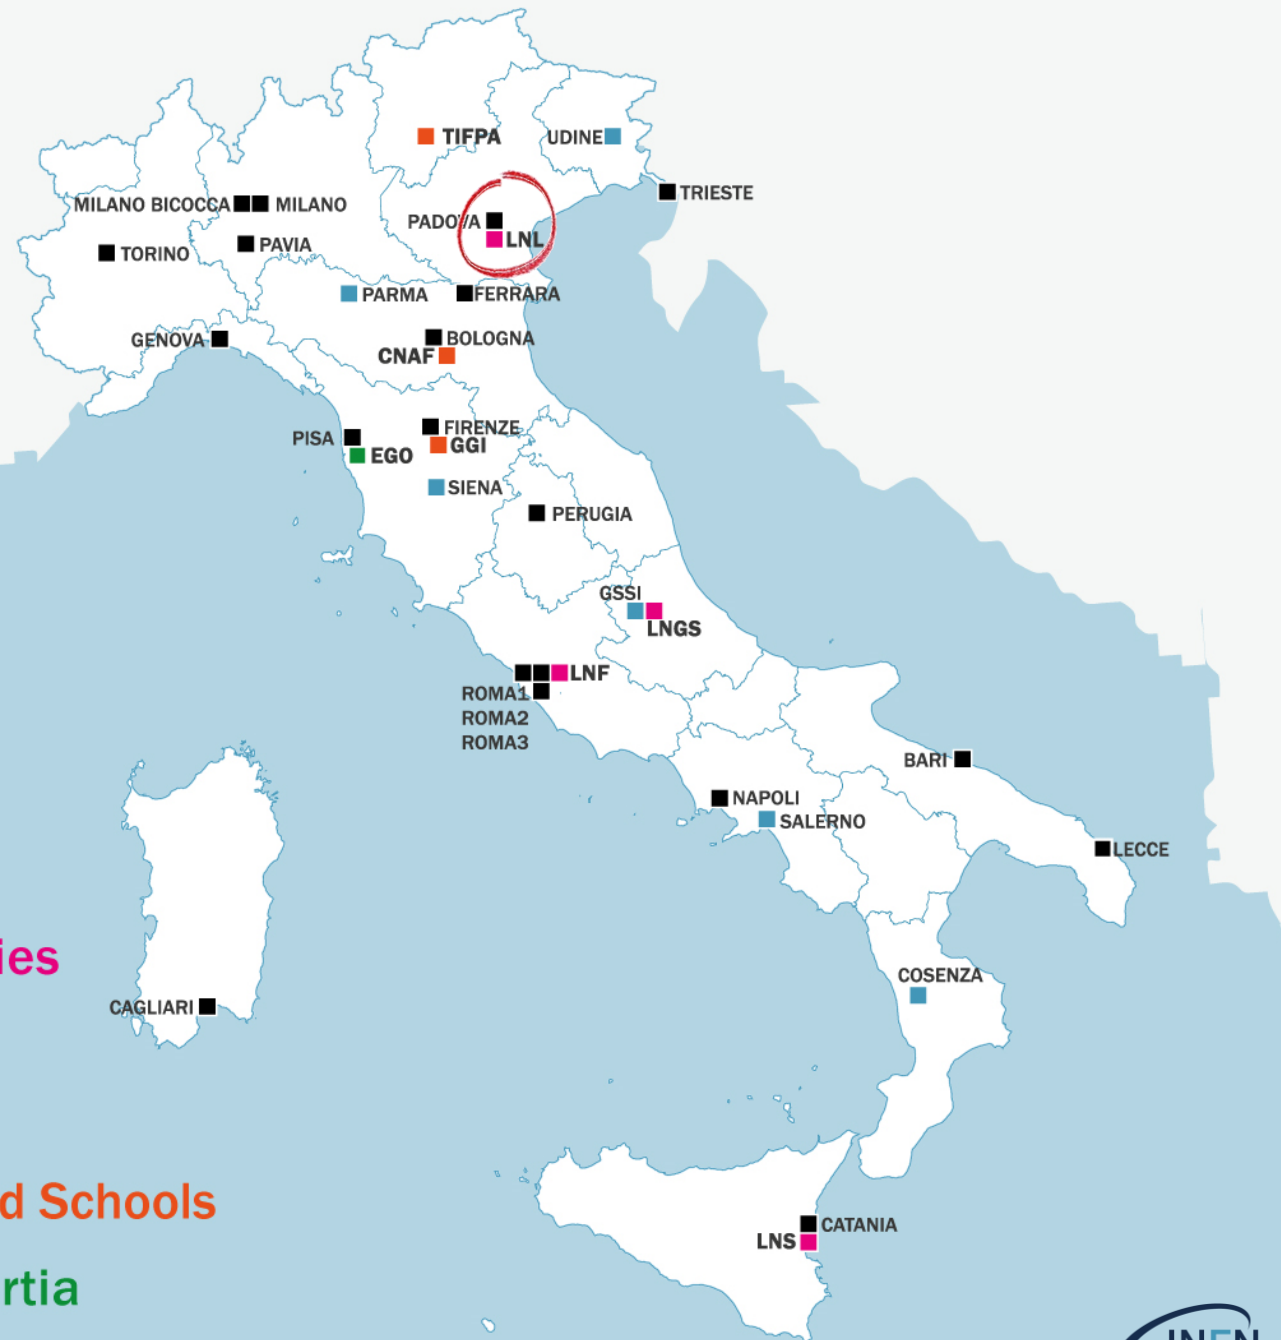 TIFPA
UDINE
TRIESTE
MILANO BICOCCA
MILANO
PADOVA
LNL
TORINO
PAVIA
PARMA
FERRARA
GENOVA
BOLOGNA
CNAF
FIRENZE
PISA
GGI
EGO
SIENA
PERUGIA
GSSI
LNGS
LNF
ROMA1
ROMA2
ROMA3
BARI
NAPOLI
SALERNO
LECCE
ies
COSENZA
CAGLIARI
d Schools
CATANIA
LNS
rtia
INFN